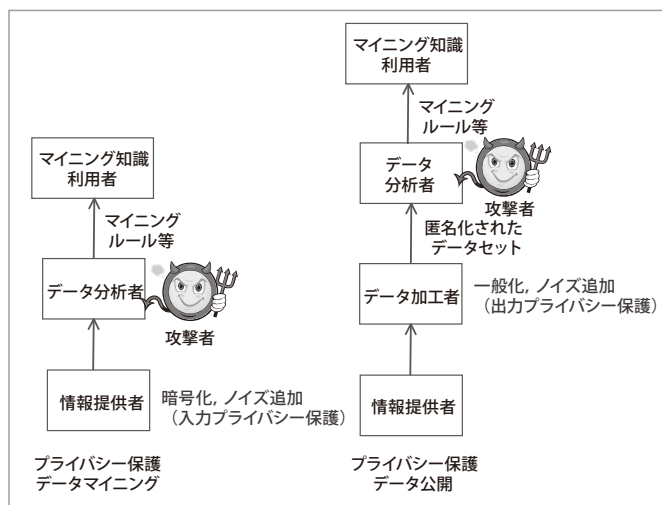 マイニング知識
利用者
マイニング
ルール等
データ分析者
攻撃者
情報提供者
暗号化, ノイズ追加
（入力プライバシー保護）
プライバシー保護
データマイニング
マイニング知識
利用者
マイニング
ルール等
データ
分析者
攻撃者
匿名化された
データセット
データ加工者
一般化, ノイズ追加
（出力プライバシー保護）
情報提供者
プライバシー保護
データ公開